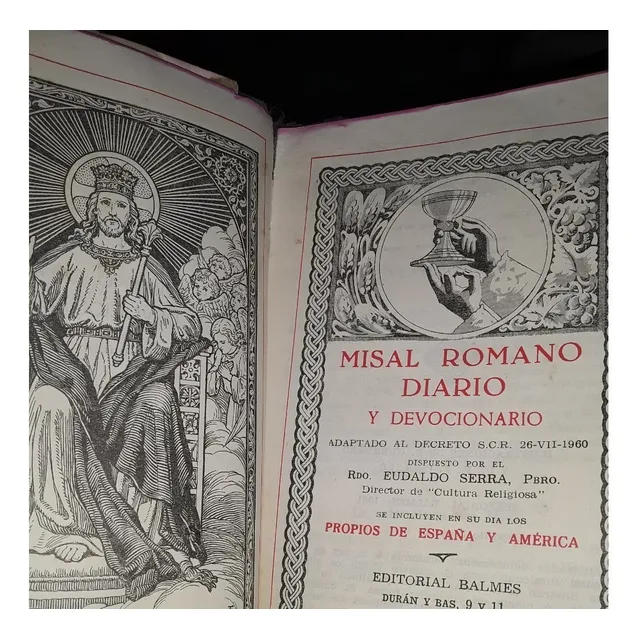 MISAL ROMANO
DIARIO
Y DEVOCIONARIO
ADAPTADO AL DECRETO S.C.R. 26-VII-1960
DISPUESTO POR EL
RDO. EUDALDO SERRA, PBRO.
Director de "Cultura Religiosa"
SE INCLUYEN EN SU DIA LOS
PROPIOS DE ESPAÑA Y AMÉRICA
EDITORIAL BALMES
DURÁN Y BAS, 9 y 11